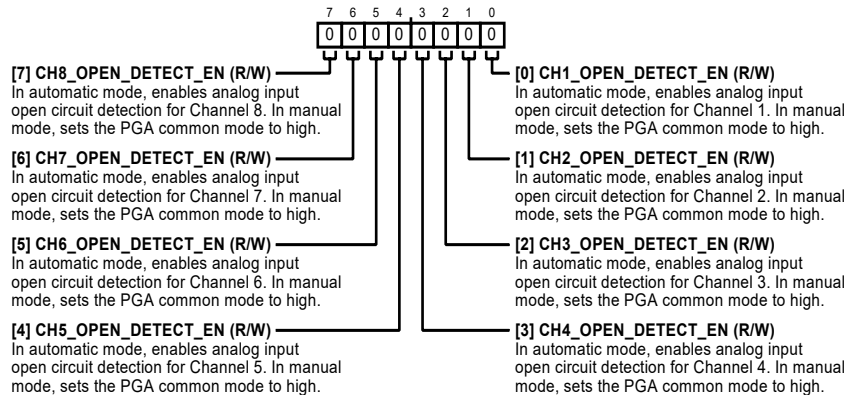 7 6 5 4 3 2 1 0
0 0 0 0 0 0 0 0
[7] CH8_OPEN_DETECT_EN (R/W)
In automatic mode, enables analog input
open circuit detection for Channel 8. In manual
mode, sets the PGA common mode to high.
[6] CH7_OPEN_DETECT_EN (R/W)
In automatic mode, enables analog input
open circuit detection for Channel 7. In manual
mode, sets the PGA common mode to high.
[5] CH6_OPEN_DETECT_EN (R/W)
In automatic mode, enables analog input
open circuit detection for Channel 6. In manual
mode, sets the PGA common mode to high.
[4] CH5_OPEN_DETECT_EN (R/W)
In automatic mode, enables analog input
open circuit detection for Channel 5. In manual
mode, sets the PGA common mode to high.
[0] CH1_OPEN_DETECT_EN (R/W)
In automatic mode, enables analog input
open circuit detection for Channel 1. In manual
mode, sets the PGA common mode to high.
[1] CH2_OPEN_DETECT_EN (R/W)
In automatic mode, enables analog input
open circuit detection for Channel 2. In manual
mode, sets the PGA common mode to high.
[2] CH3_OPEN_DETECT_EN (R/W)
In automatic mode, enables analog input
open circuit detection for Channel 3. In manual
mode, sets the PGA common mode to high.
[3] CH4_OPEN_DETECT_EN (R/W)
In automatic mode, enables analog input
open circuit detection for Channel 4. In manual
mode, sets the PGA common mode to high.